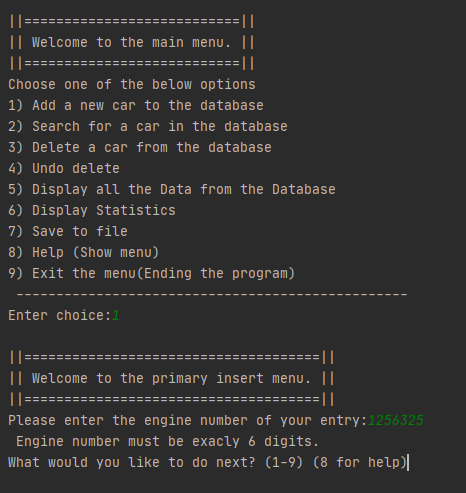 ||===========================||
|| Welcome to the main menu. ||
||===========================||
Choose one of the below options
1) Add a new car to the database
2) Search for a car in the database
3) Delete a car from the database
4) Undo delete
5) Display all the Data from the Database
6) Display Statistics
7) Save to file
8) Help (Show menu)
9) Exit the menu(Ending the program)
-------------------------------------------------
Enter choice:1
||=====================================||
|| Welcome to the primary insert menu. ||
||=====================================||
Please enter the engine number of your entry:1256325
Engine number must be exacly 6 digits.
What would you like to do next? (1-9) (8 for help)